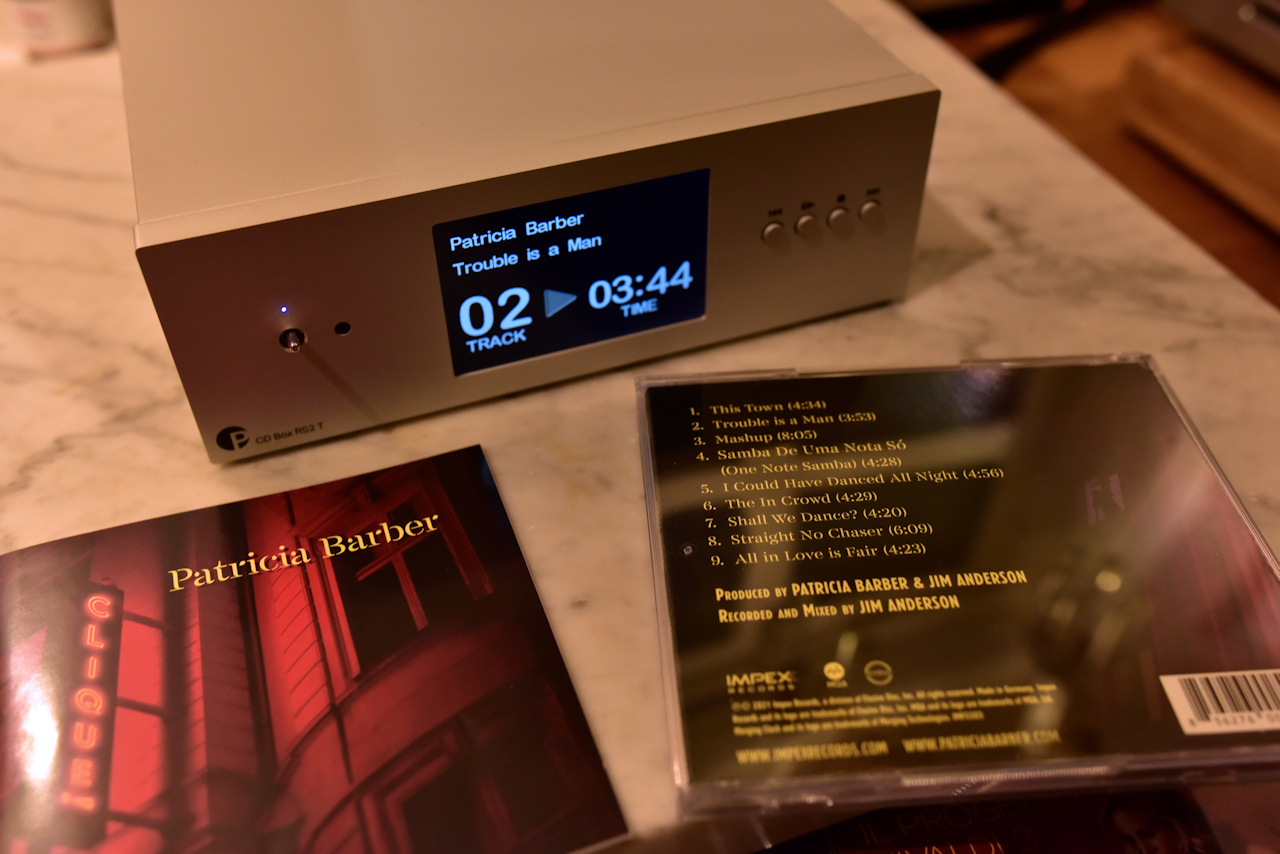 Patricia Barber
Trouble is a Man
02 03:44
TRACK TIME
P CD Box RS2 T
Patricia Barber
CLIQUE!
1. This Town (4:34)
2. Trouble is a Man (3:53)
3. Mashup (8:05)
4. Samba De Uma Nota Só
(One Note Samba) (4:28)
5. I Could Have Danced All Night (4:56)
6. The In Crowd (4:29)
7. Shall We Dance? (4:20)
8. Straight No Chaser (6:09)
9. All in Love is Fair (4:23)
PRODUCED BY PATRICIA BARBER & JIM ANDERSON
RECORDED AND MIXED BY JIM ANDERSON
IMPEX
RECORDS
WWW.IMPEXRECORDS.COM WWW.PATRICIABARBER.COM
IL PROGETTO